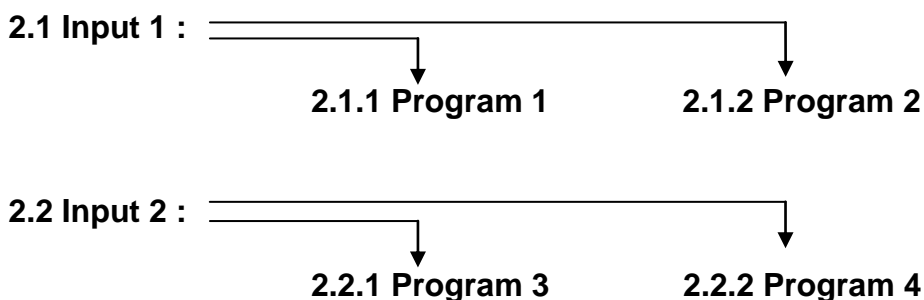 2.1 Input 1 :
2.1.1 Program 1 2.1.2 Program 2
2.2 Input 2 :
2.2.1 Program 3 2.2.2 Program 4